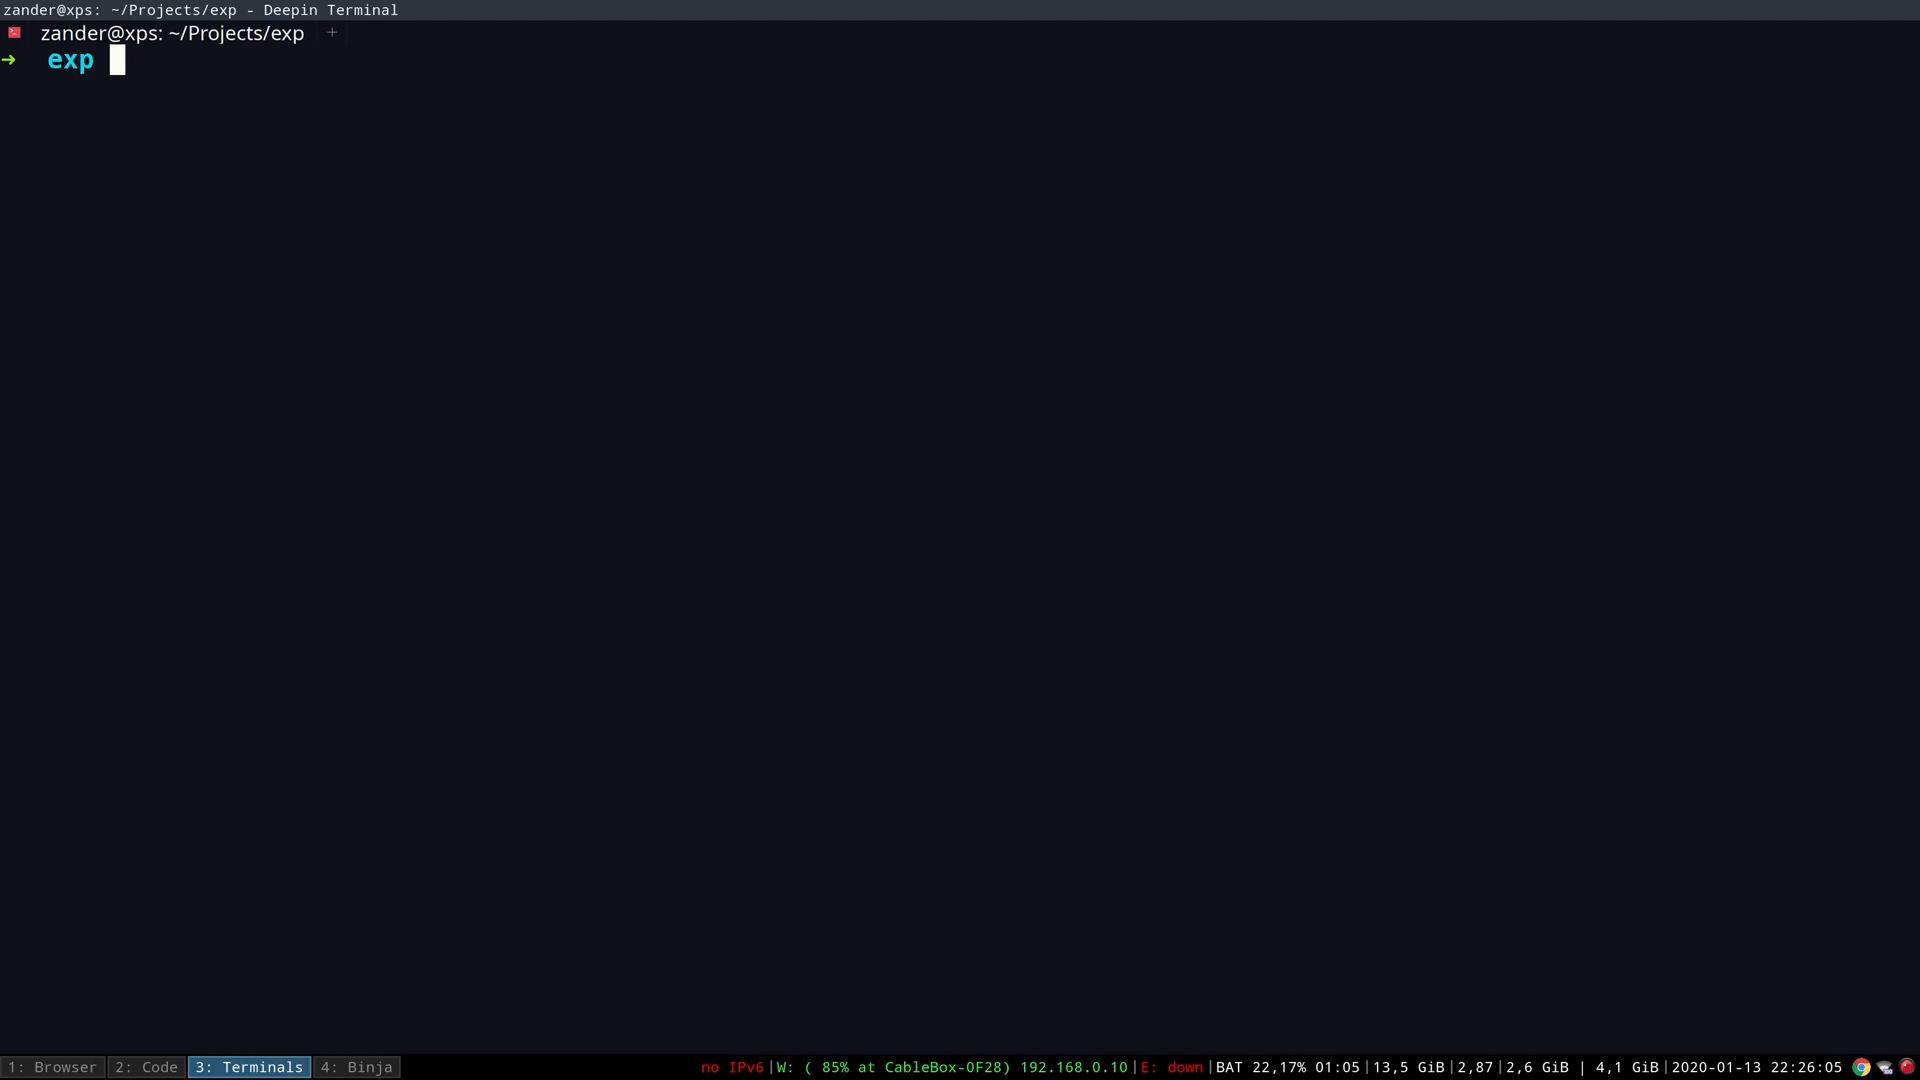 zander@xps: ~/Projects/exp - Deepin Terminal
zander@xps: ~/Projects/exp +
➜ exp
1: Browser 2: Code 3: Terminals 4: Binja no IPv6|W: ( 85% at CableBox-0F28) 192.168.0.10|E: down|BAT 22,17% 01:05|13,5 GiB|2,87|2,6 GiB | 4,1 GiB|2020-01-13 22:26:05